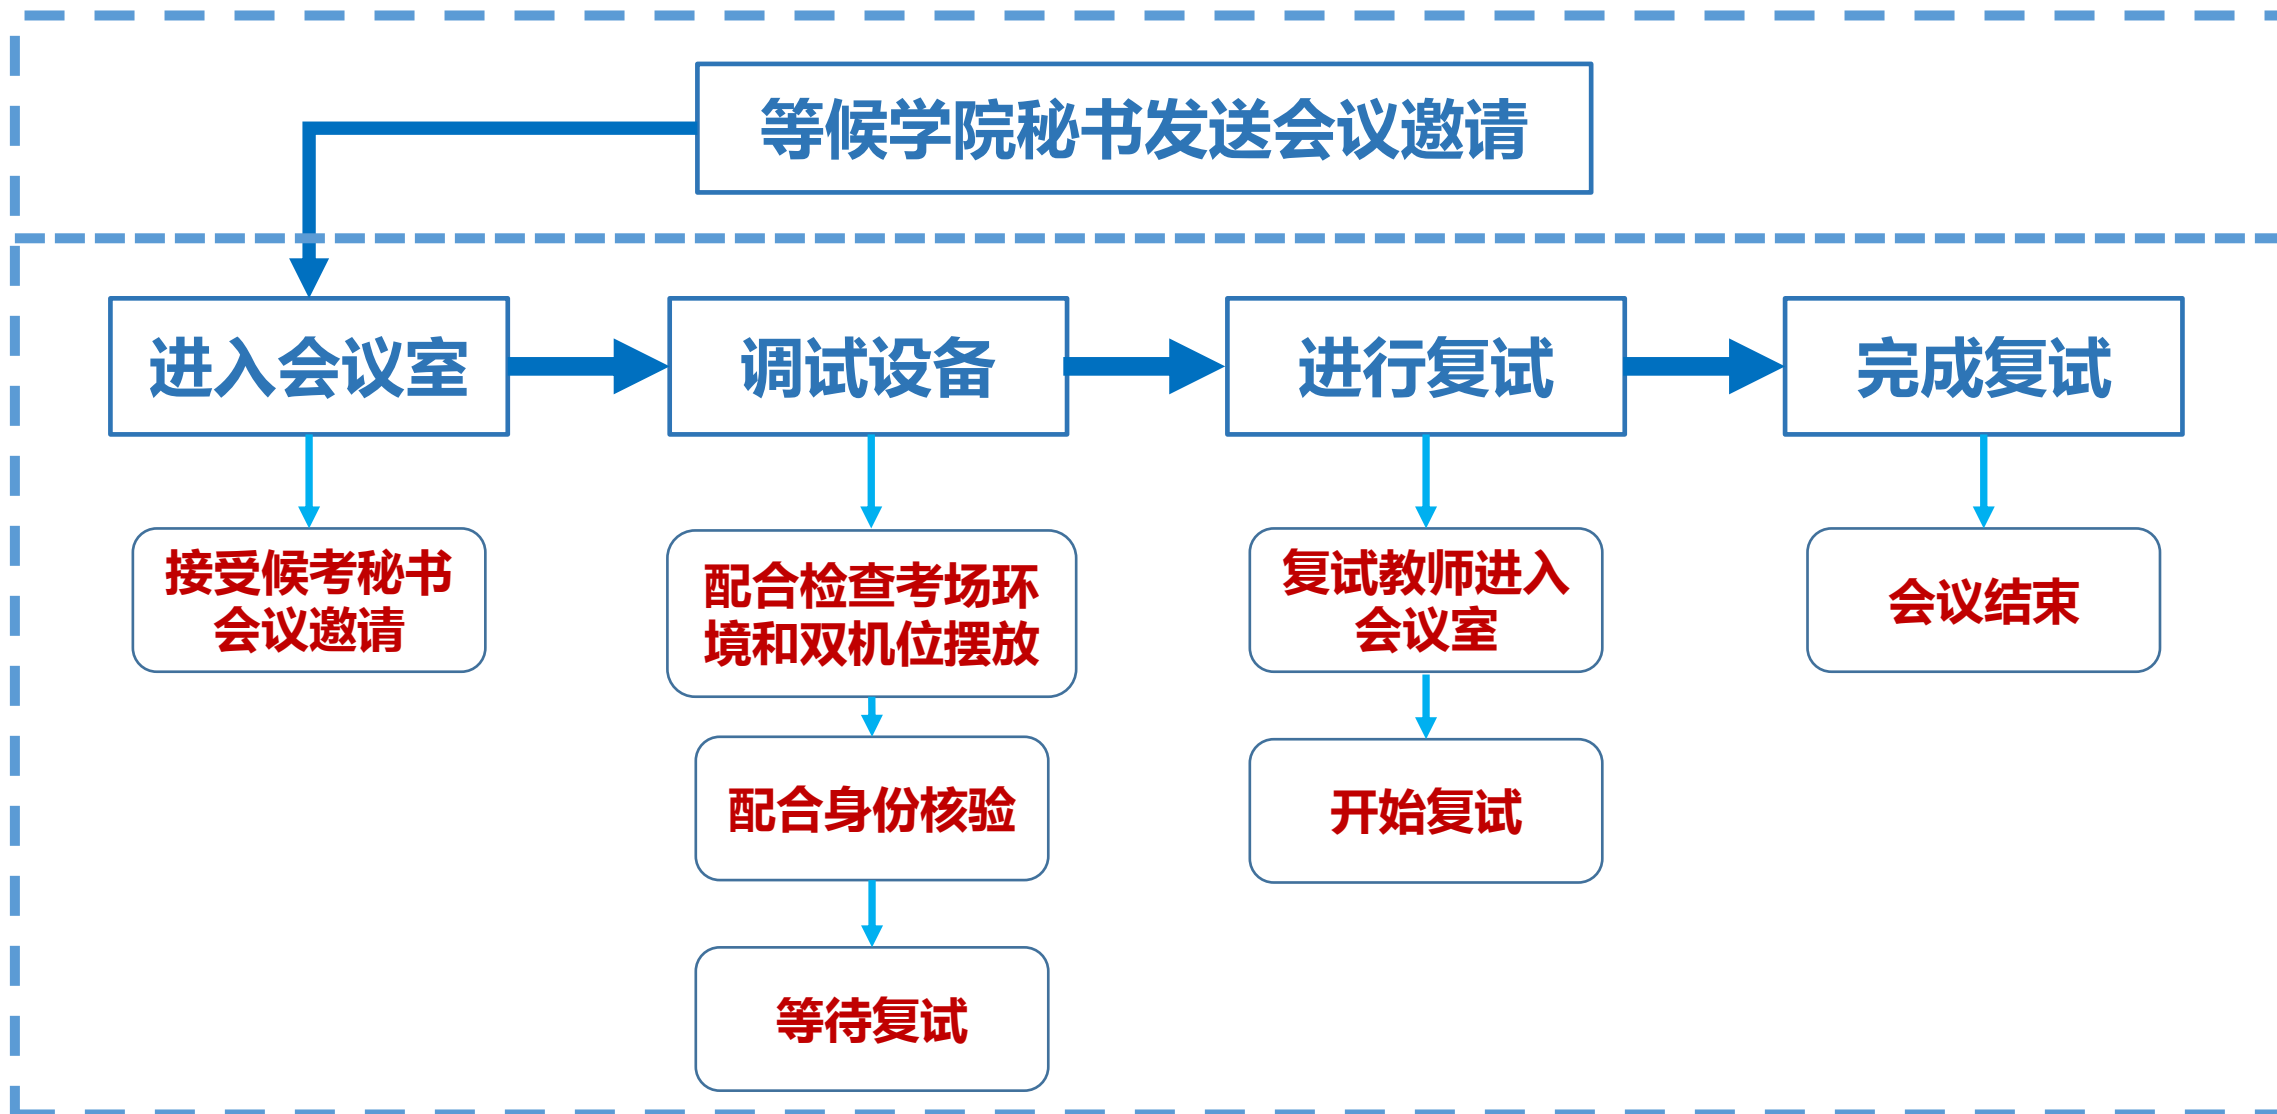 等候学院秘书发送会议邀请
进入会议室
调试设备
进行复试
完成复试
接受候考秘书
会议邀请
配合检查考场环
境和双机位摆放
配合身份核验
等待复试
复试教师进入
会议室
开始复试
会议结束